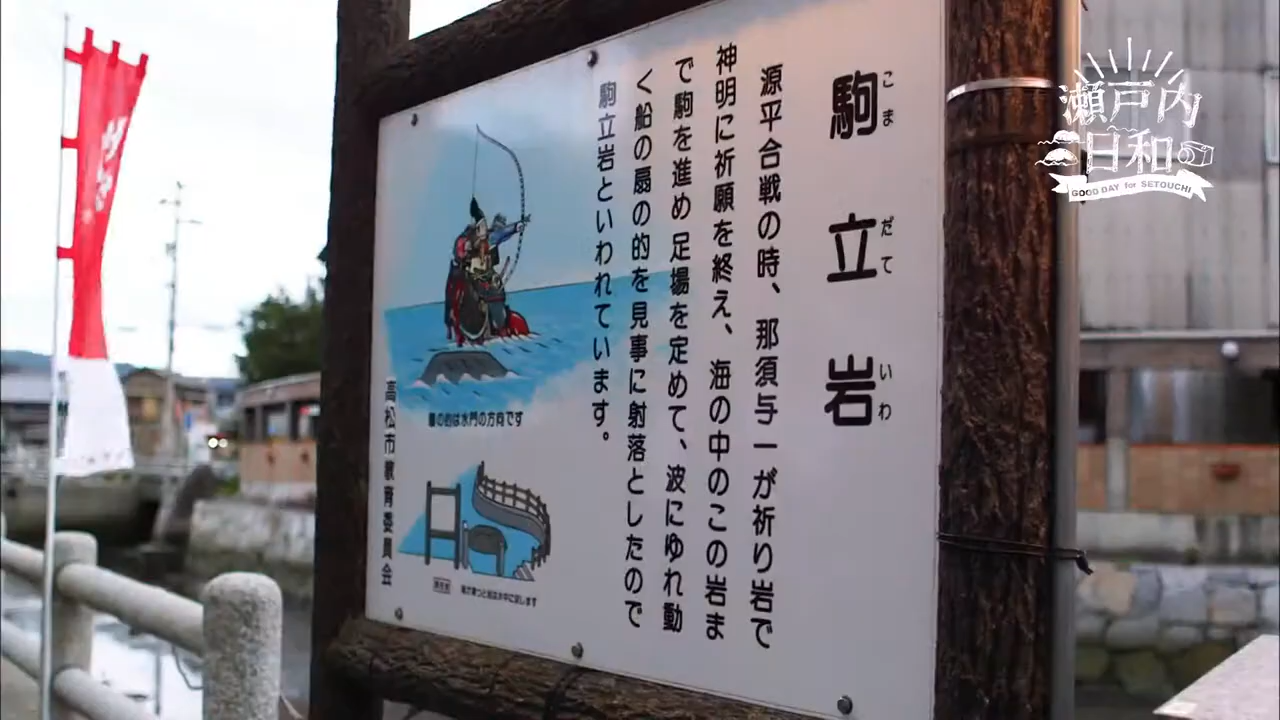 駒立岩
こまだていわ
源平合戦の時、那須与一が祈り岩で
神明に祈願を終え、海の中のこの岩ま
で駒を進め足場を定めて、波にゆれ動
く船の扇の的を見事に射落としたので
駒立岩といわれています。
扇の的は水門の方向です
高松市教育委員会
瀬戸内
日和
GOOD DAY for SETOUCHI